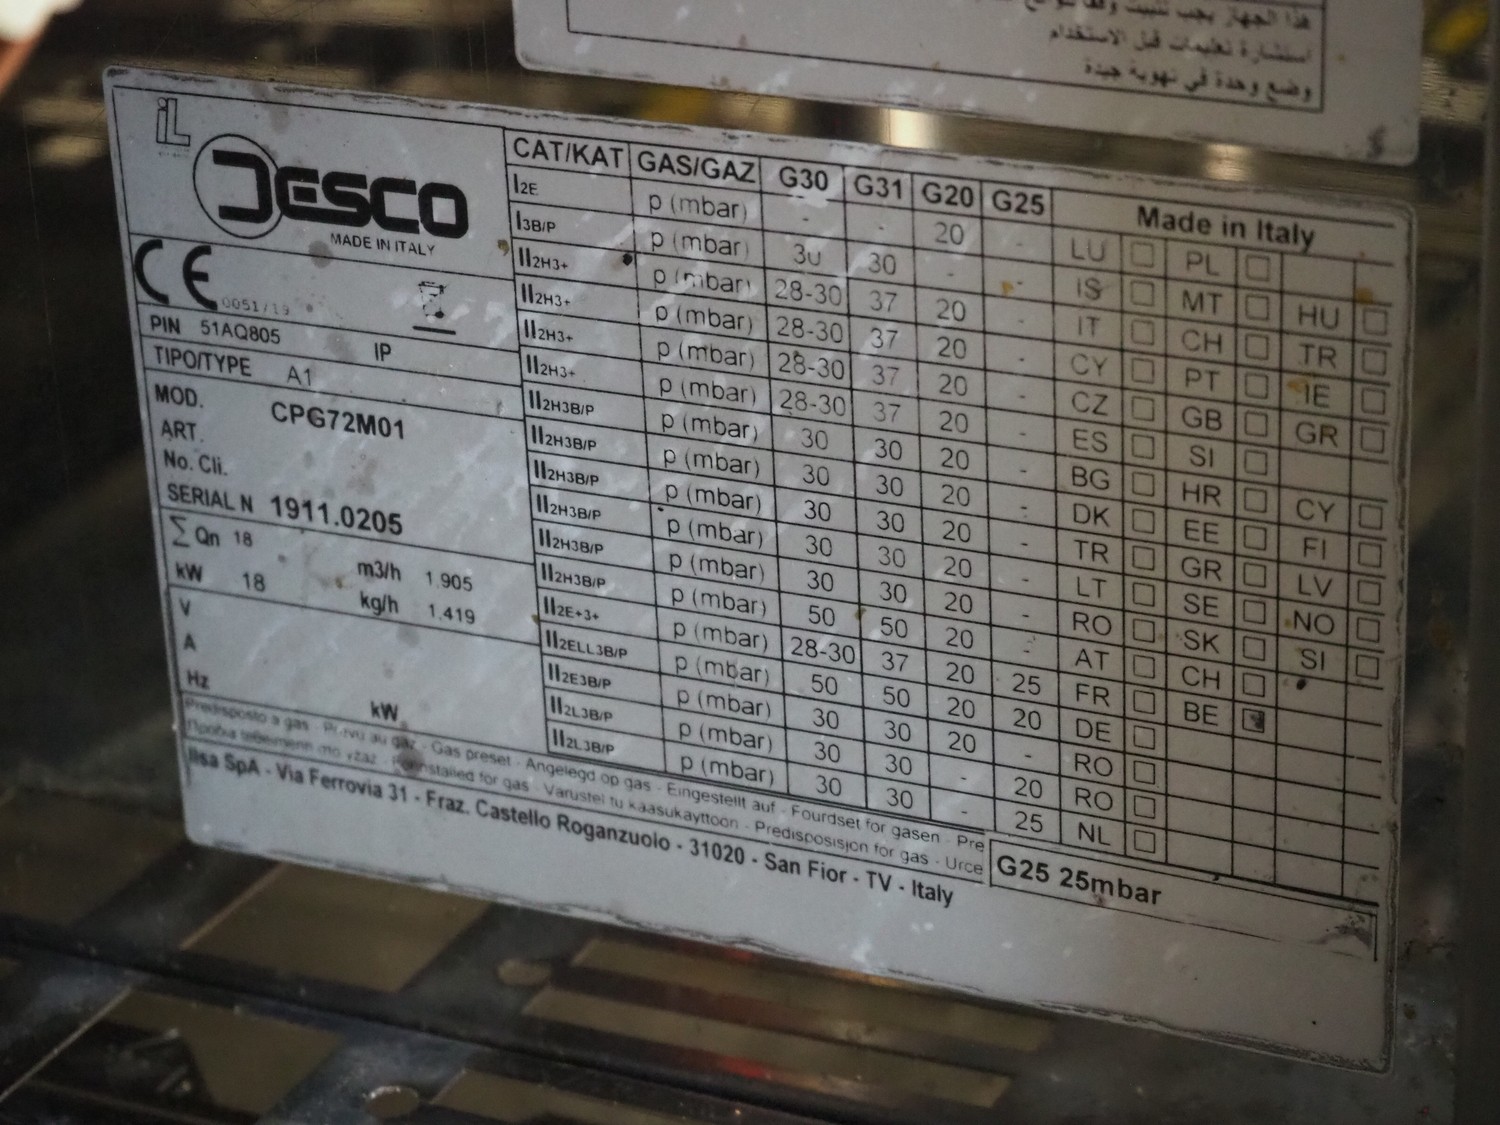 هذا الجهاز يجب تثبيت وفقا
استشارة تعليمات قبل الاستخدام
وضع وحدة في تهوية جيدة
iL
DESCO
MADE IN ITALY
CE 0051/19
PIN 51AQ805 IP
TIPO/TYPE A1
MOD. CPG72M01
ART.
No. Cli.
SERIAL N 1911.0205
∑Qn 18 m3/h 1.905
kW 18 kg/h 1.419
V
A
Hz kW
CAT/KAT GAS/GAZ G30 G31 G20 G25 Made in Italy
I2E p (mbar) - - 20 - LU ☐ PL ☐
I3B/P p (mbar) 30 30 - - IS ☐ MT ☐ HU ☐
II2H3+ p (mbar) 28-30 37 20 - IT ☐ CH ☐ TR ☐
II2H3+ p (mbar) 28-30 37 20 - CY ☐ PT ☐ IE ☐
II2H3+ p (mbar) 28-30 37 20 - CZ ☐ GB ☐ GR ☐
II2H3+ p (mbar) 28-30 37 20 - ES ☐ SI ☐
II2H3B/P p (mbar) 30 30 20 - BG ☐ HR ☐ CY ☐
II2H3B/P p (mbar) 30 30 20 - DK ☐ EE ☐ FI ☐
II2H3B/P p (mbar) 30 30 20 - TR ☐ GR ☐ LV ☐
II2H3B/P p (mbar) 30 30 20 - LT ☐ SE ☐ NO ☐
II2H3B/P p (mbar) 30 30 20 - RO ☐ SK ☐ SI ☐
II2H3B/P p (mbar) 50 50 20 - AT ☐ CH ☐
II2E+3+ p (mbar) 28-30 37 20 25 FR ☐ BE ☒
II2ELL3B/P p (mbar) 50 50 20 20 DE ☐
II2E3B/P p (mbar) 30 30 20 - RO ☐
II2L3B/P p (mbar) 30 30 - 20 RO ☐
II2L3B/P p (mbar) 30 30 - 25 NL ☐
Predisposto a gas - Prévu au gaz - Gas preset - Angelegd op gas - Eingestellt auf - Fourdset for gasen - Pre
for gas - Varustet tu kaasukayttoon - Predisposisjon for gas - Urce
G25 25mbar
Ilsa SpA - Via Ferrovia 31 - Fraz. Castello Roganzuolo - 31020 - San Fior - TV - Italy